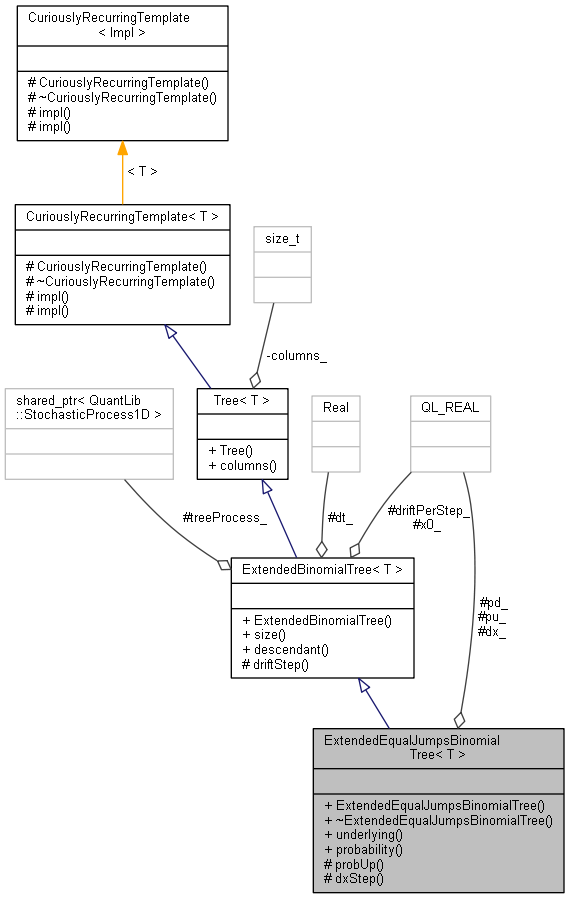 CuriouslyRecurringTemplate
< Impl >
# CuriouslyRecurringTemplate()
# ~CuriouslyRecurringTemplate()
# impl()
# impl()
< T >
CuriouslyRecurringTemplate< T >
# CuriouslyRecurringTemplate()
# ~CuriouslyRecurringTemplate()
# impl()
# impl()
size_t
-columns_
shared_ptr< QuantLib
::StochasticProcess1D >
Tree< T >
+ Tree()
+ columns()
Real
QL_REAL
#treeProcess_
#dt_
#driftPerStep_
#x0_
ExtendedBinomialTree< T >
+ ExtendedBinomialTree()
+ size()
+ descendant()
# driftStep()
#pd_
#pu_
#dx_
ExtendedEqualJumpsBinomial
Tree< T >
+ ExtendedEqualJumpsBinomialTree()
+ ~ExtendedEqualJumpsBinomialTree()
+ underlying()
+ probability()
# probUp()
# dxStep()